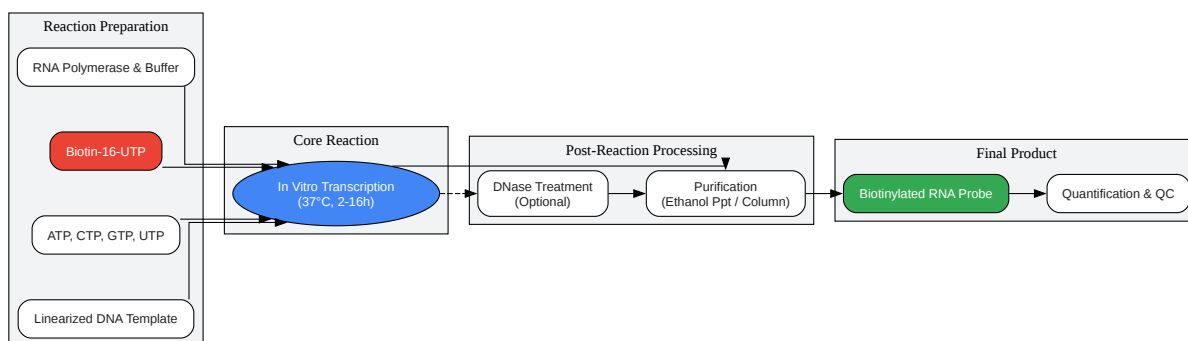 Reaction Preparation
RNA Polymerase & Buffer
Biotin-16-UTP
ATP, CTP, GTP, UTP
Linearized DNA Template
Core Reaction
In Vitro Transcription
(37°C, 2-16h)
Post-Reaction Processing
DNase Treatment
(Optional)
Purification
(Ethanol Ppt / Column)
Final Product
Biotinylated RNA Probe
Quantification & QC